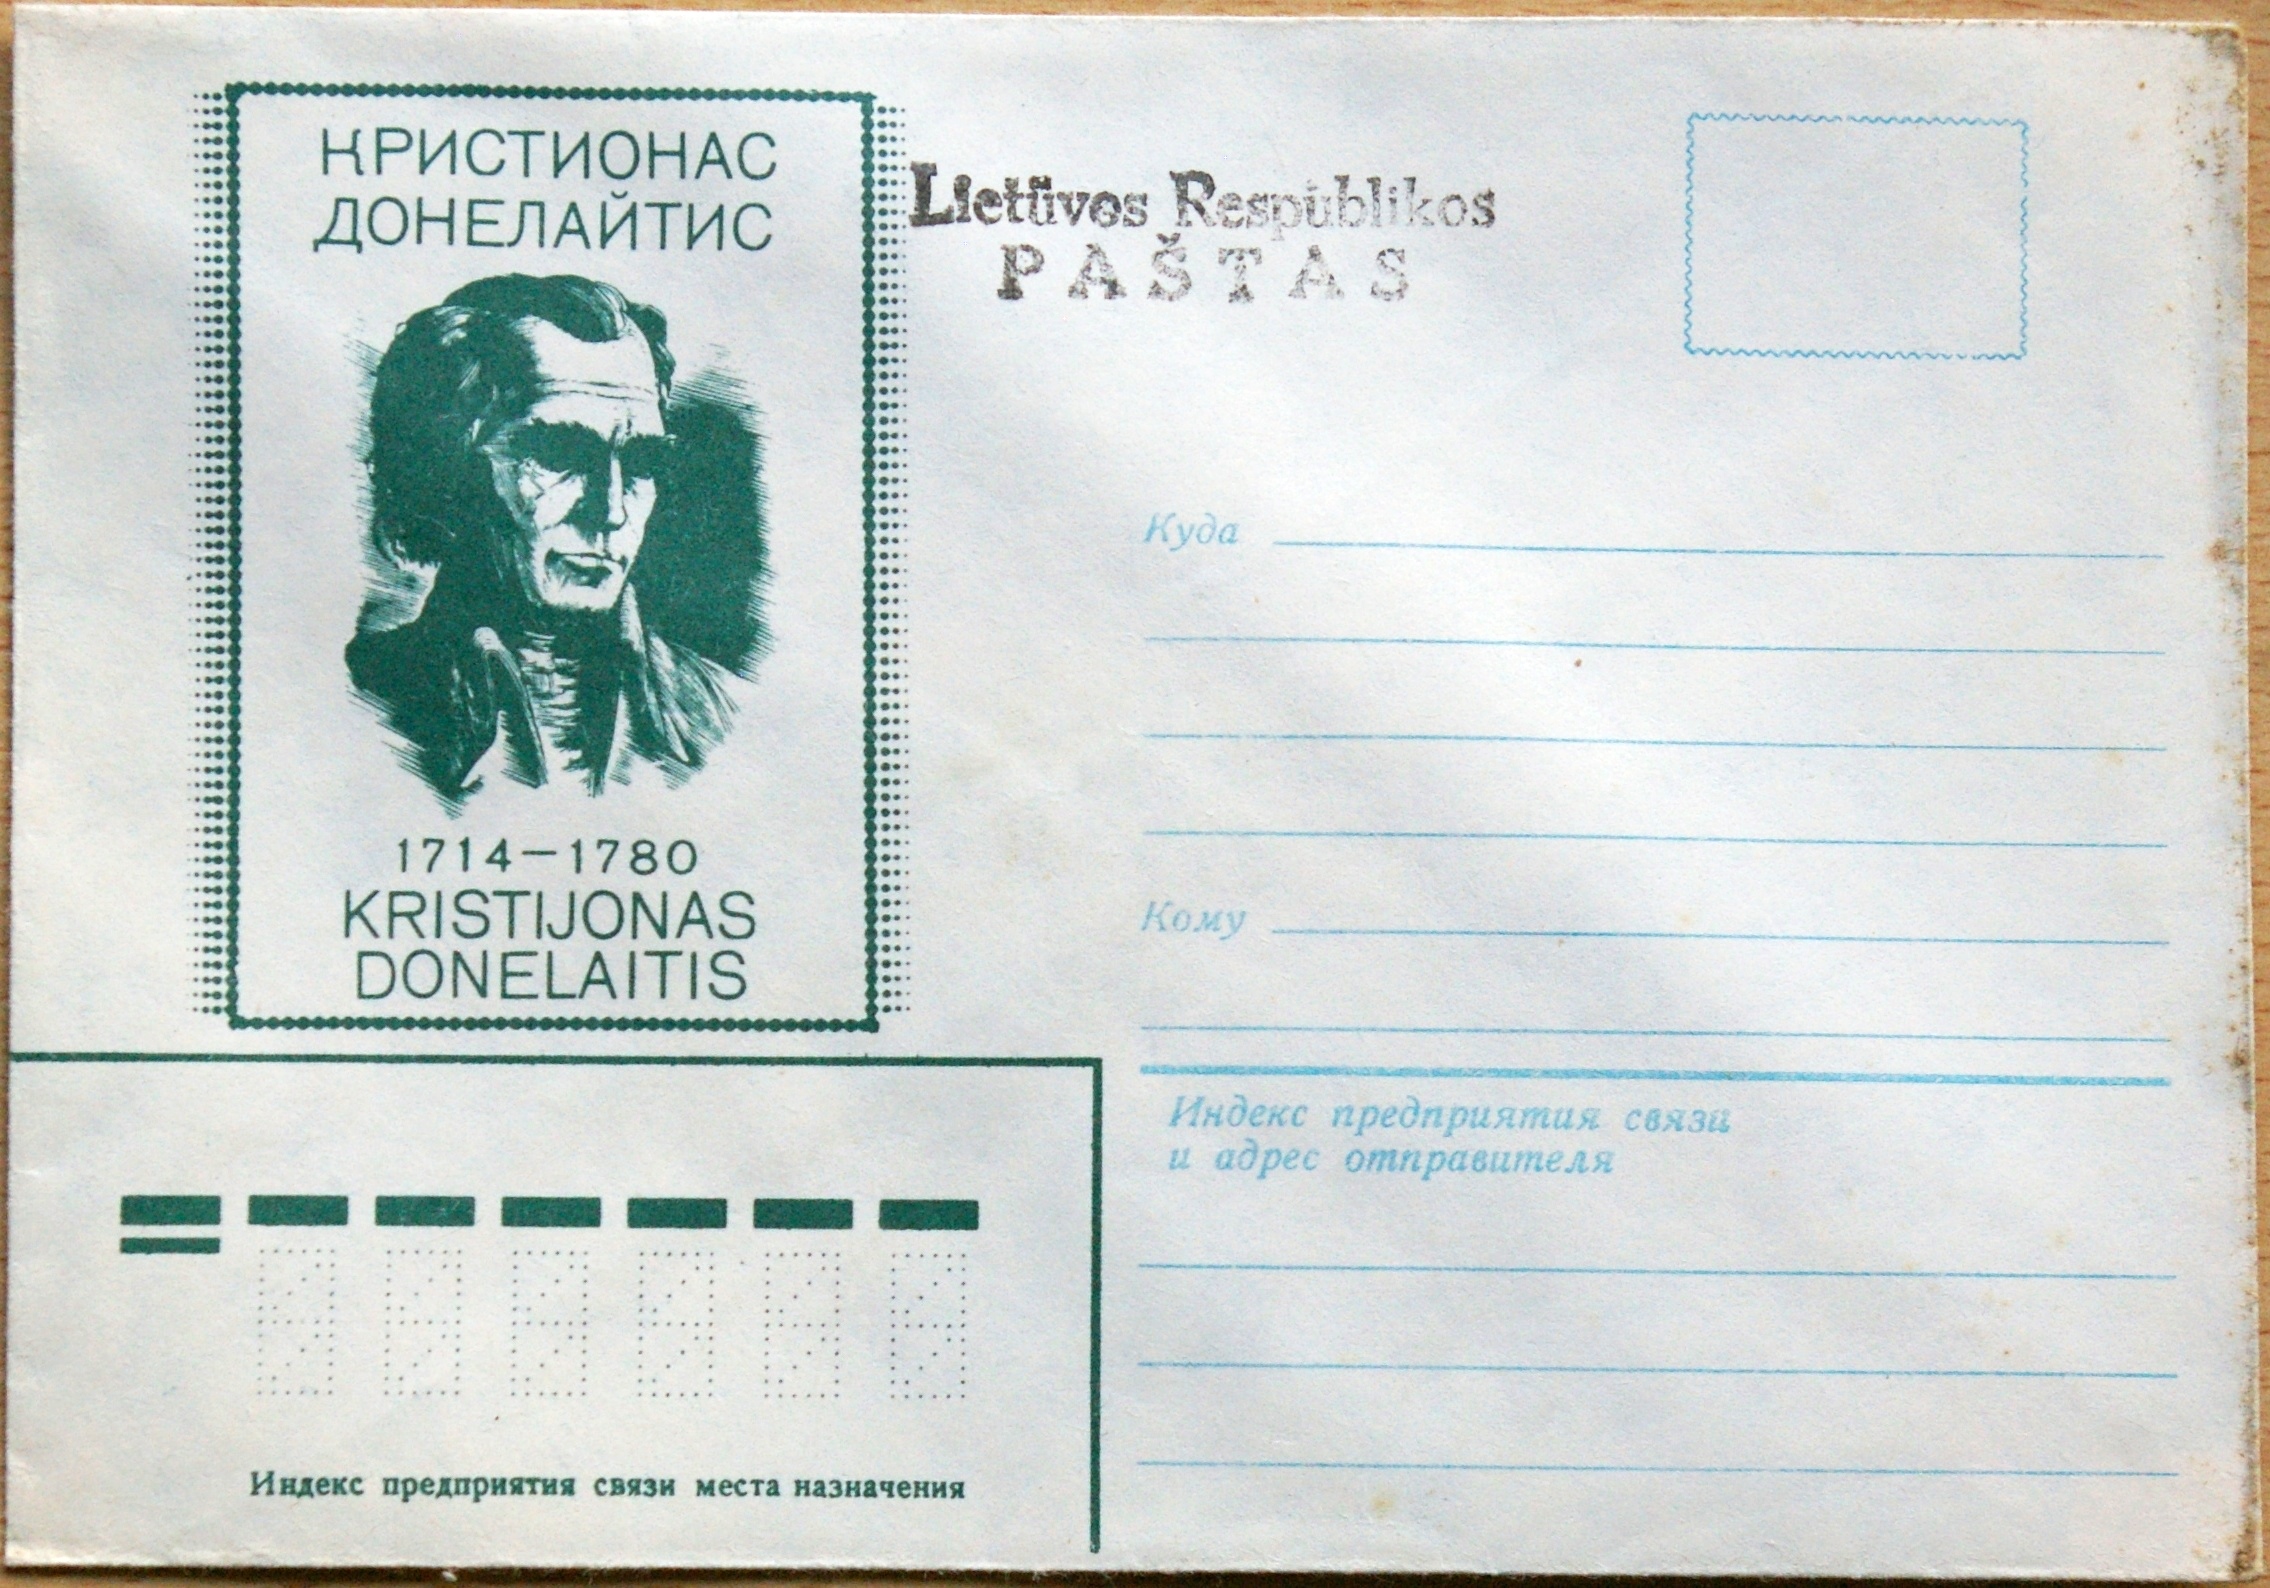 КРИСТИОНАС
ДОНЕЛАЙТИС
1714–1780
KRISTIJONAS
DONELAITIS
Lietuvos Respublikos
PAŠTAS
Куда
Кому
Индекс предприятия связи
и адрес отправителя
Индекс предприятия связи места назначения